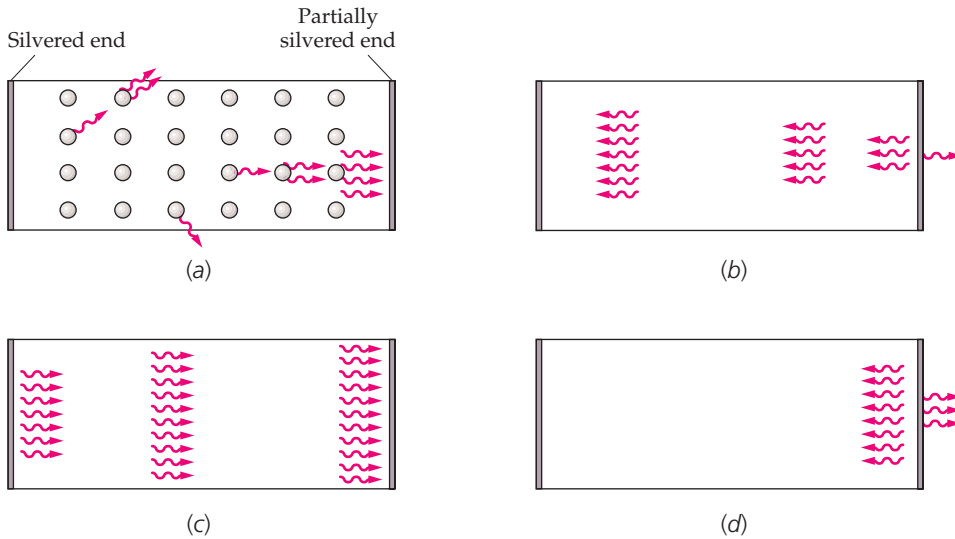 Silvered end
Partially
silvered end
(a)
(b)
(c)
(d)